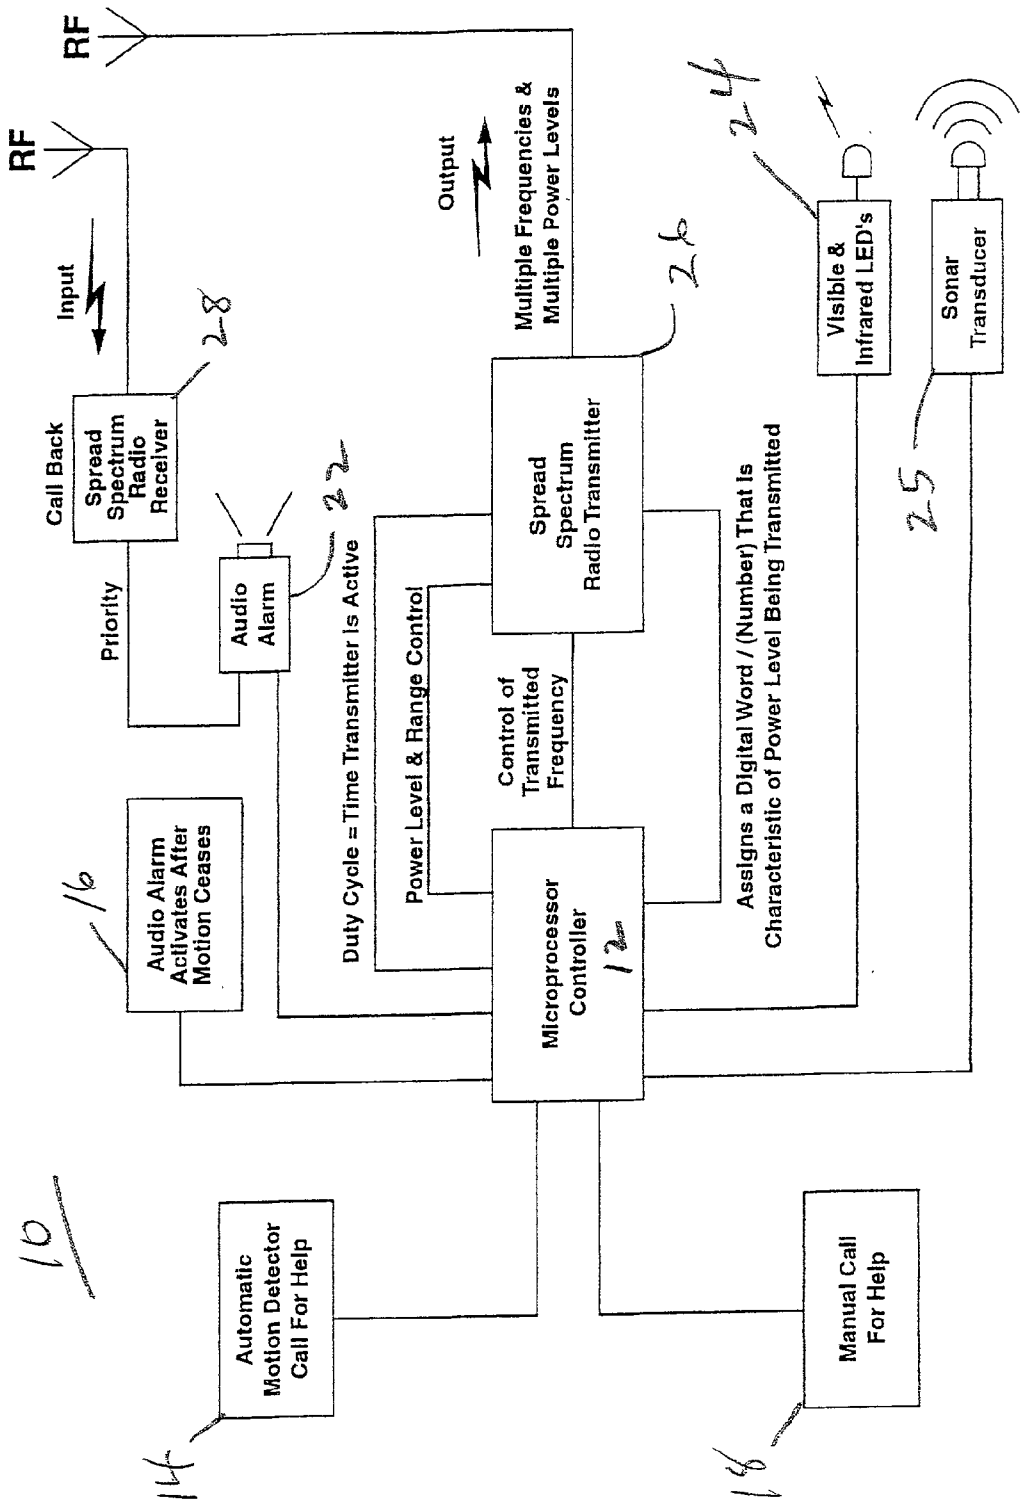 10
14
Automatic
Motion Detector
Call For Help
18
Manual Call
For Help
16
Audio Alarm
Activates After
Motion Ceases
Microprocessor
Controller
12
Duty Cycle = Time Transmitter Is Active
Power Level & Range Control
Control of
Transmitted
Frequency
Assigns a Digital Word / (Number) That Is
Characteristic of Power Level Being Transmitted
Priority
Audio
Alarm
22
Call Back
Spread
Spectrum
Radio
Receiver
28
Input
RF
Spread
Spectrum
Radio Transmitter
26
Output
Multiple Frequencies &
Multiple Power Levels
RF
Visible &
Infrared LED's
24
Sonar
Transducer
25